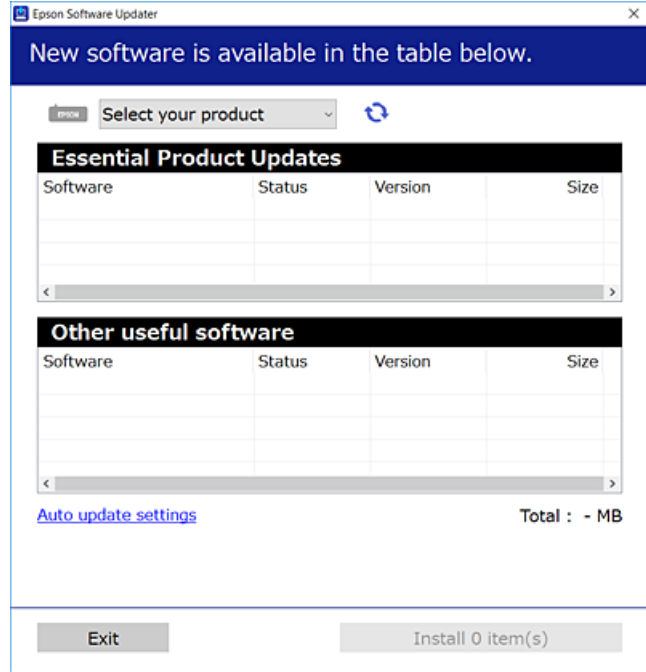 Epson Software Updater
New software is available in the table below.
EPSON Select your product
Essential Product Updates
Software Status Version Size
Other useful software
Software Status Version Size
Auto update settings Total : - MB
Exit Install 0 item(s)